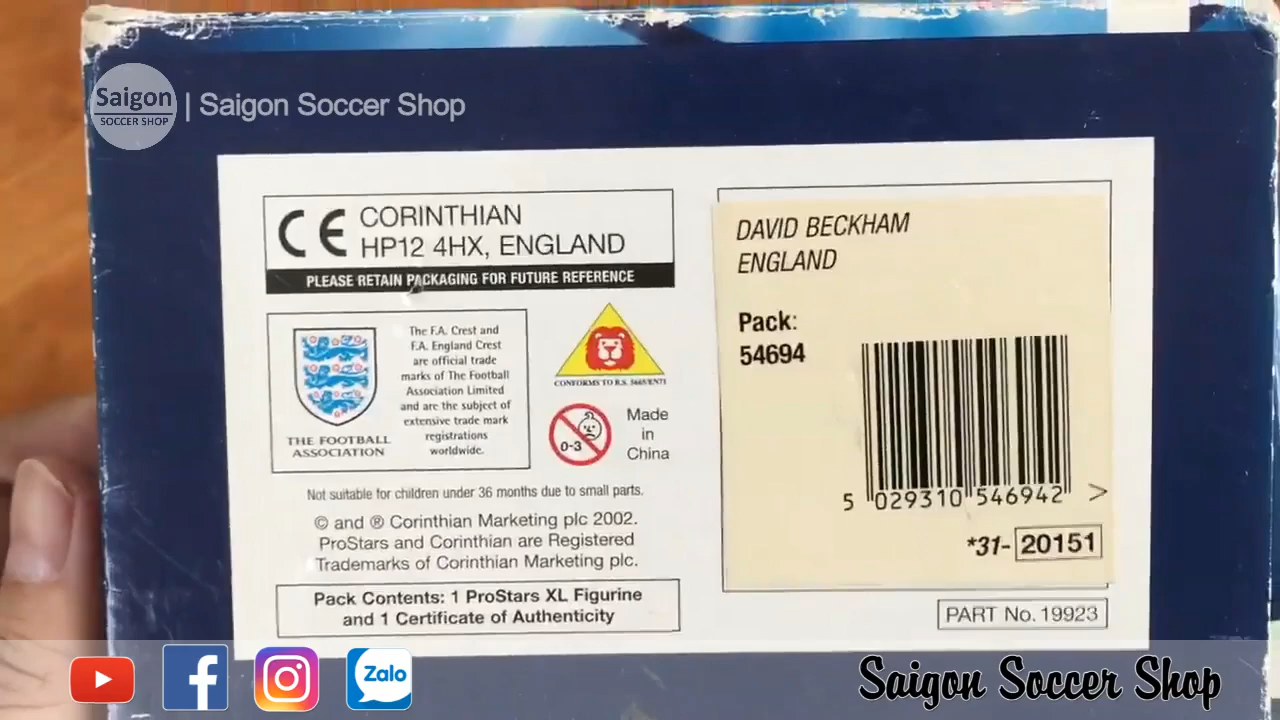 Saigon
SOCCER SHOP
| Saigon Soccer Shop
CE CORINTHIAN
HP12 4HX, ENGLAND
PLEASE RETAIN PACKAGING FOR FUTURE REFERENCE
The F.A. Crest and
F.A. England Crest
are official trade
marks of The Football
Association Limited
and are the subject of
extensive trade mark
registrations
worldwide.
THE FOOTBALL
ASSOCIATION
CONFORMS TO B.S. 5665/EN71
0-3
Made
in
China
Not suitable for children under 36 months due to small parts.
© and ® Corinthian Marketing plc 2002.
ProStars and Corinthian are Registered
Trademarks of Corinthian Marketing plc.
Pack Contents: 1 ProStars XL Figurine
and 1 Certificate of Authenticity
DAVID BECKHAM
ENGLAND
Pack:
54694
5 029310 546942 >
*31- 20151
PART No. 19923
Zalo
Saigon Soccer Shop